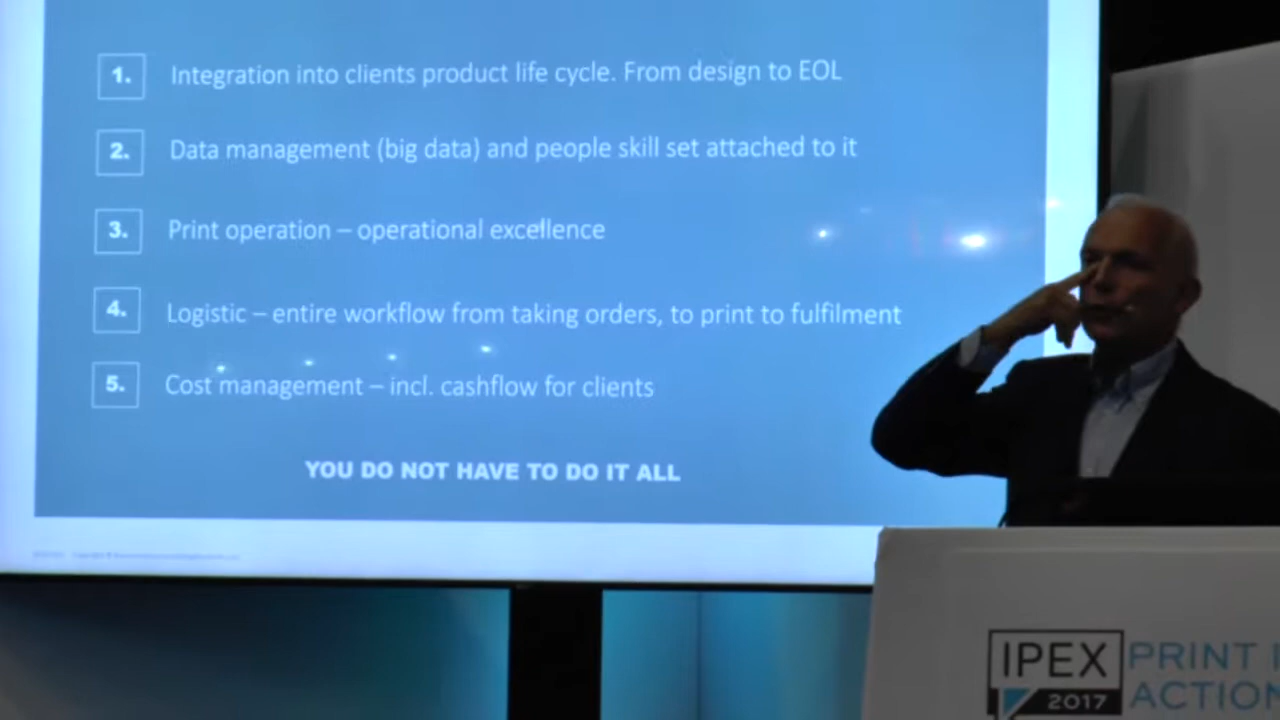 1. Integration into clients product life cycle. From design to EOL
2. Data management (big data) and people skill set attached to it
3. Print operation – operational excellence
4. Logistic – entire workflow from taking orders, to print to fulfilment
5. Cost management – incl. cashflow for clients
YOU DO NOT HAVE TO DO IT ALL
IPEX
2017
PRINT
ACTION